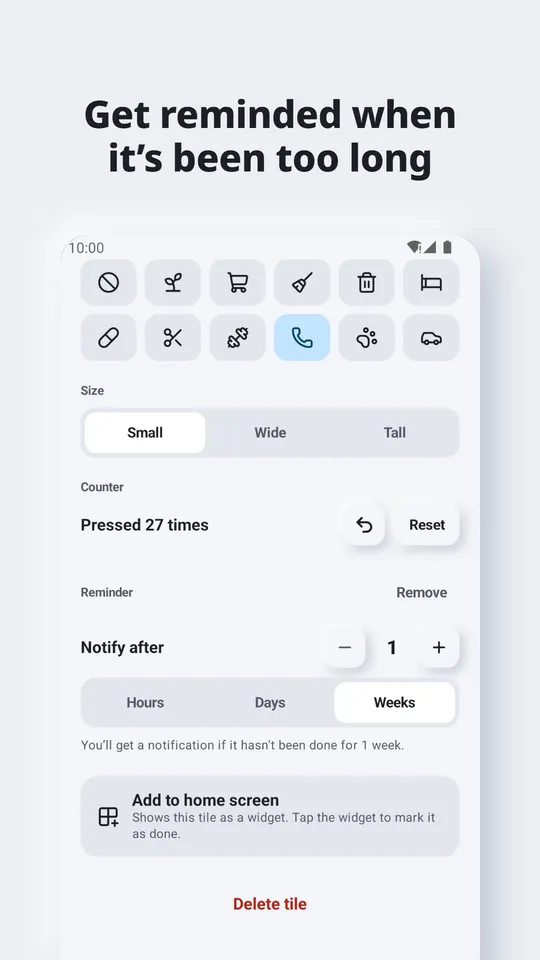 Get reminded when
it’s been too long
10:00
Size
Small Wide Tall
Counter
Pressed 27 times Reset
Reminder Remove
Notify after 1
Hours Days Weeks
You’ll get a notification if it hasn’t been done for 1 week.
Add to home screen
Shows this tile as a widget. Tap the widget to mark it
as done.
Delete tile